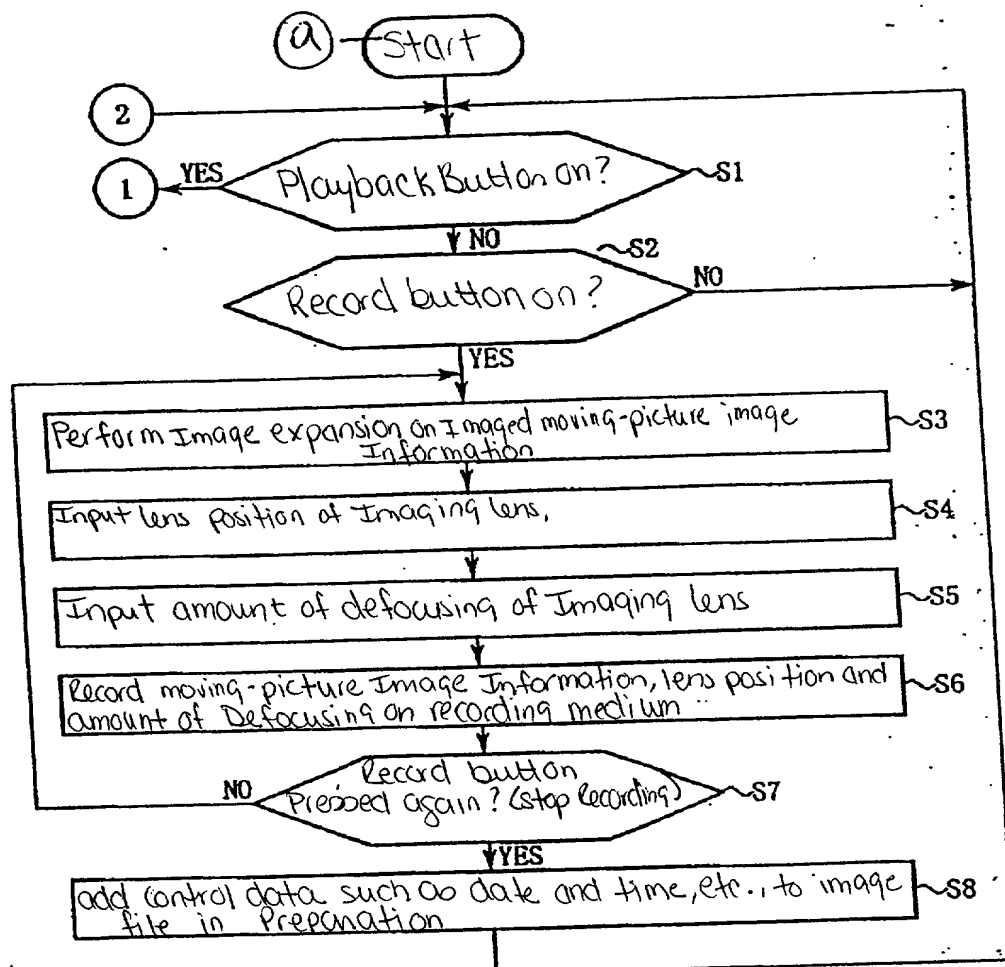 a
Start
2
1
YES
Playback Button on?
S1
NO
S2
Record button on?
NO
YES
Perform Image expansion on Imaged moving-picture image
Information
S3
Input lens position of Imaging lens,
S4
Input amount of defocusing of Imaging lens
S5
Record moving-picture Image Information, lens position and
amount of Defocusing on recording medium
S6
NO
Record button
Pressed again? (stop Recording)
S7
YES
add control data such as date and time, etc., to image
file in Preparation
S8